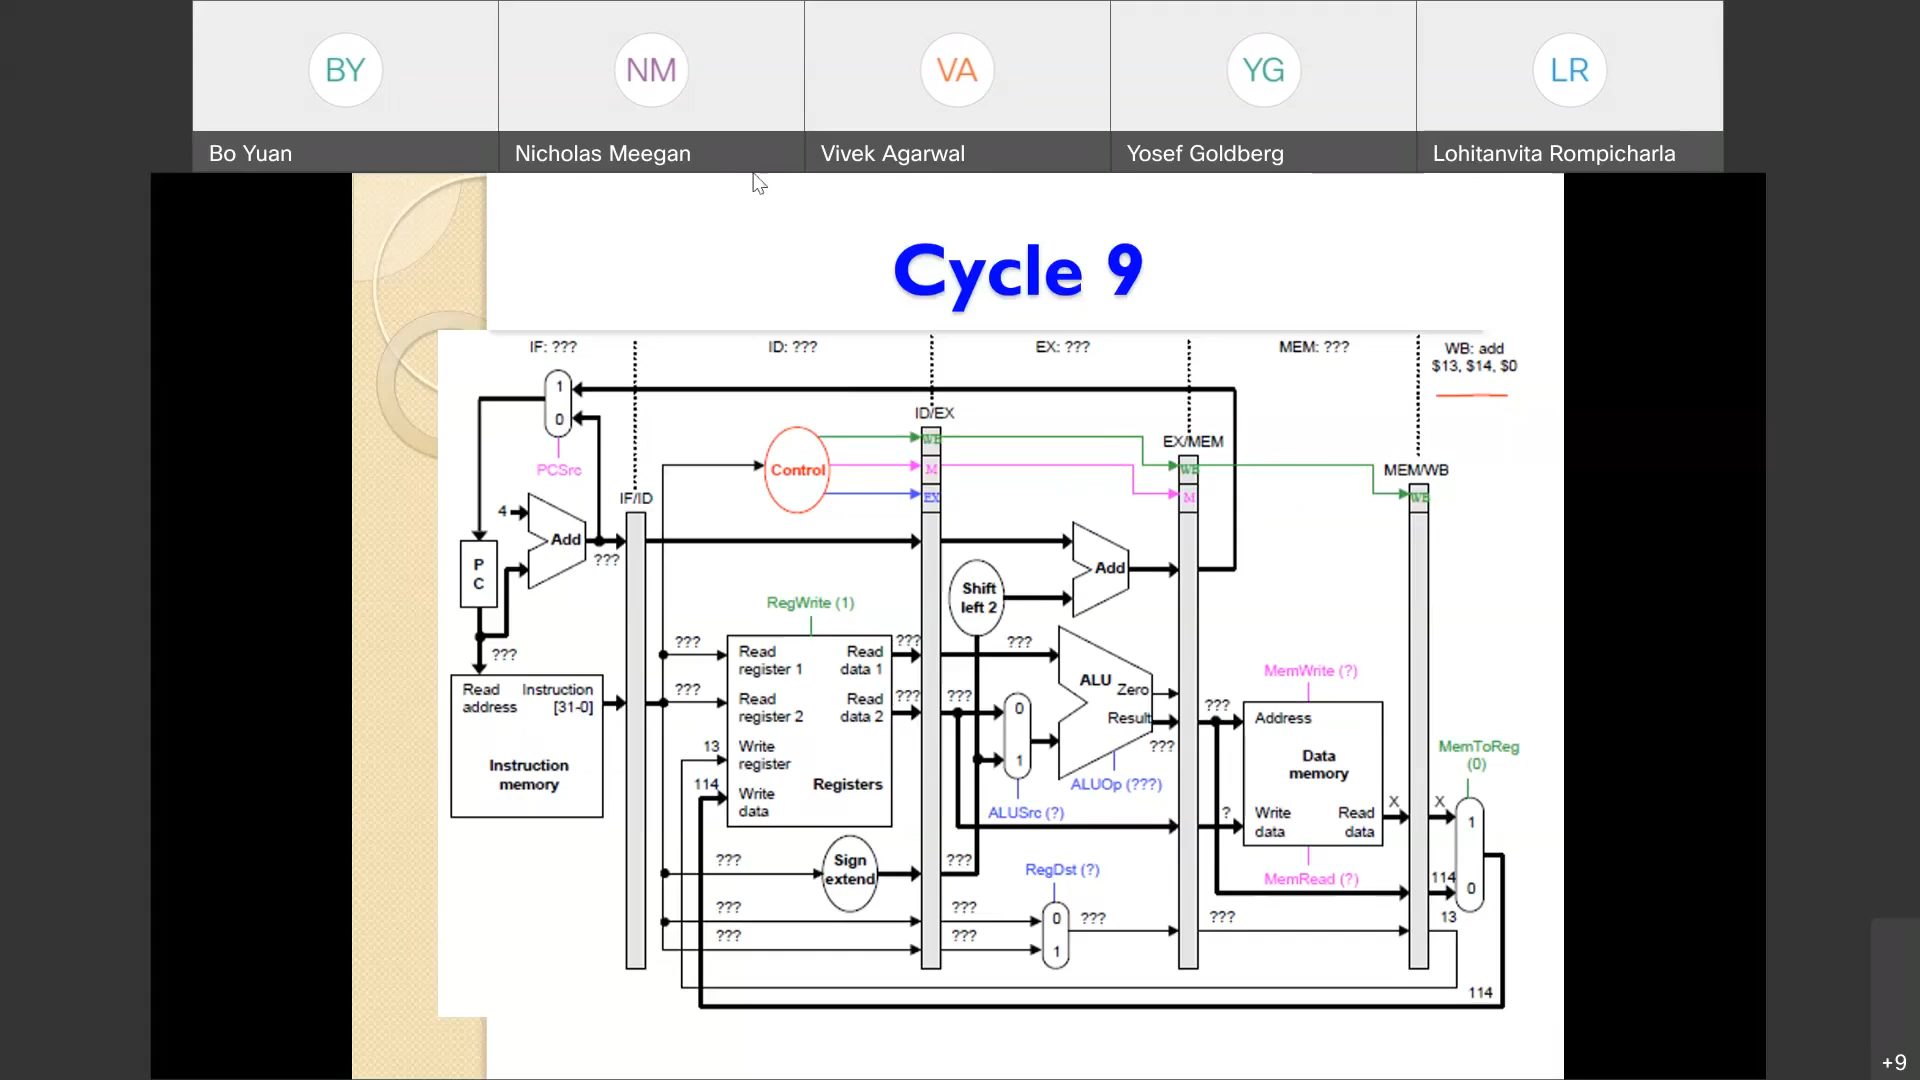 BY
NM
VA
YG
LR
Bo Yuan
Nicholas Meegan
Vivek Agarwal
Yosef Goldberg
Lohitanvita Rompicharla
Cycle 9
IF: ???
ID: ???
EX: ???
MEM: ???
WB: add
$13, $14, $0
1
0
PCSrc
Control
ID/EX
WB
M
EX
EX/MEM
WB
M
MEM/WB
WB
IF/ID
4
Add
???
P
C
???
Read
address
Instruction
[31-0]
Instruction
memory
RegWrite (1)
???
???
Read
register 1
Read
data 1
???
Read
register 2
Read
data 2
???
13
Write
register
114
Write
data
Registers
???
Sign
extend
???
???
Shift
left 2
Add
???
???
0
1
ALUSrc (?)
ALU
Zero
Result
???
ALUOp (???)
???
RegDst (?)
???
???
0
1
???
???
MemWrite (?)
Address
Data
memory
?
Write
data
Read
data
X
MemRead (?)
???
MemToReg
(0)
X
1
114
0
13
114
+9